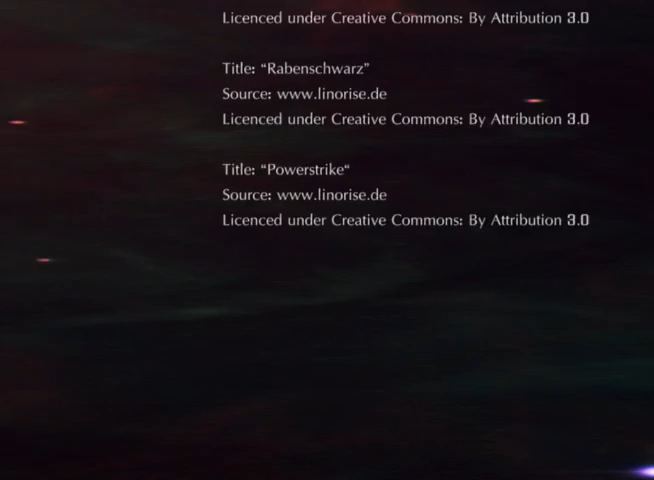 Licenced under Creative Commons: By Attribution 3.0
Title: “Rabenschwarz”
Source: www.linorise.de
Licenced under Creative Commons: By Attribution 3.0
Title: “Powerstrike“
Source: www.linorise.de
Licenced under Creative Commons: By Attribution 3.0